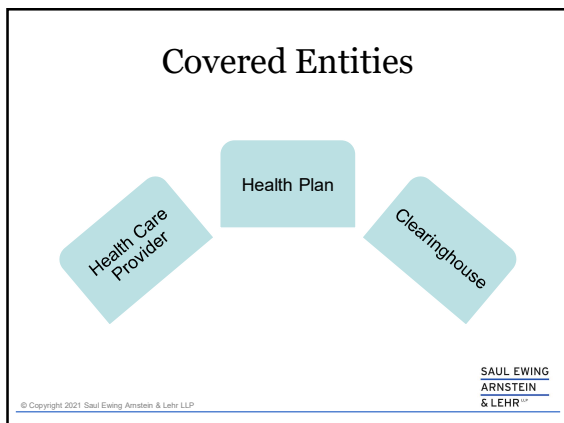 Covered Entities
Health Care
Provider
Health Plan
Clearinghouse
© Copyright 2021 Saul Ewing Arnstein & Lehr LLP
SAUL EWING
ARNSTEIN
& LEHR LLP